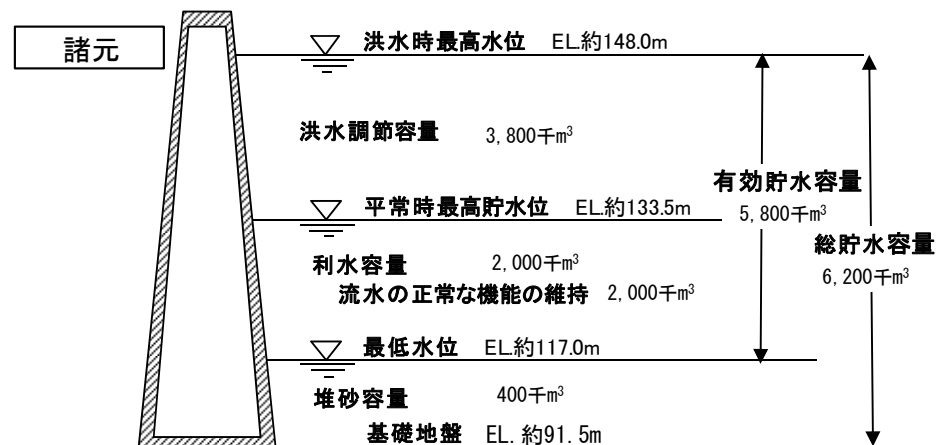 諸元
洪水時最高水位 EL.約148.0m
洪水調節容量 3,800千m³
有効貯水容量
5,800千m³
平常時最高貯水位 EL.約133.5m
総貯水容量
6,200千m³
利水容量 2,000千m³
流水の正常な機能の維持 2,000千m³
最低水位 EL.約117.0m
堆砂容量 400千m³
基礎地盤 EL.約91.5m